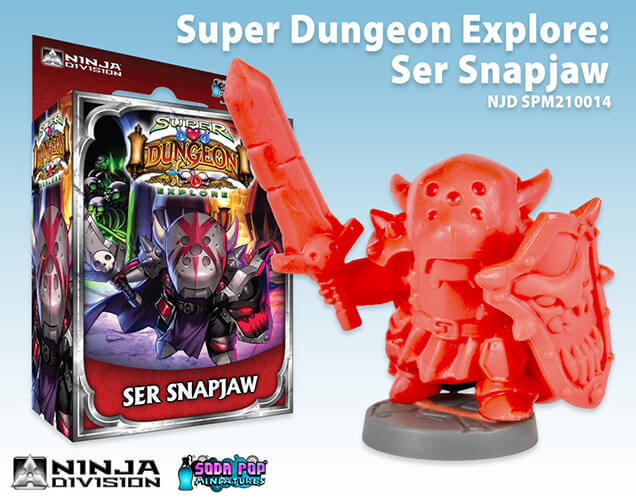 Super Dungeon Explore:
Ser Snapjaw
NJD SPM210014
NINJA
DIVISION
SUPER
DUNGEON
EXPLORE
SER SNAPJAW
NINJA
DIVISION
SODA POP
MINIATURES